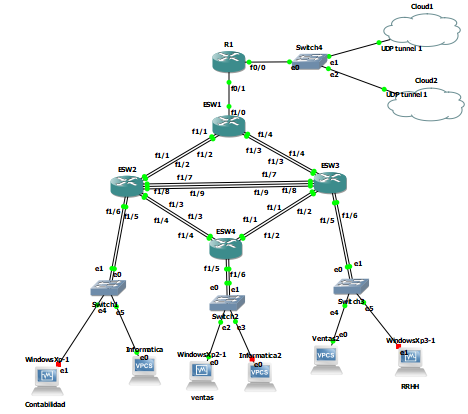 Cloud1
R1
Switch4
UDP tunnel 1
f0/0
e0
e1
e2
Cloud2
f0/1
UDP tunnel 1
ESW1
f1/0
f1/1
f1/4
f1/1
f1/2
f1/3
f1/4
f1/2
f1/3
ESW2
ESW3
f1/7
f1/7
f1/8
f1/8
f1/9
f1/9
f1/6
f1/5
f1/3
f1/3
f1/4
f1/4
ESW4
f1/1
f1/1
f1/2
f1/2
f1/5
f1/6
f1/5
f1/6
e1
e0
e0
e1
e0
e1
Switch1
Switch2
Switch3
e4
e5
e2
e3
e4
e5
WindowsXp-1
e1
Contabilidad
Informatica
e0
VPCS
WindowsXp2-1
e0
ventas
Informatica2
e0
VPCS
Ventas2
e0
VPCS
WindowsXp3-1
e1
RRHH